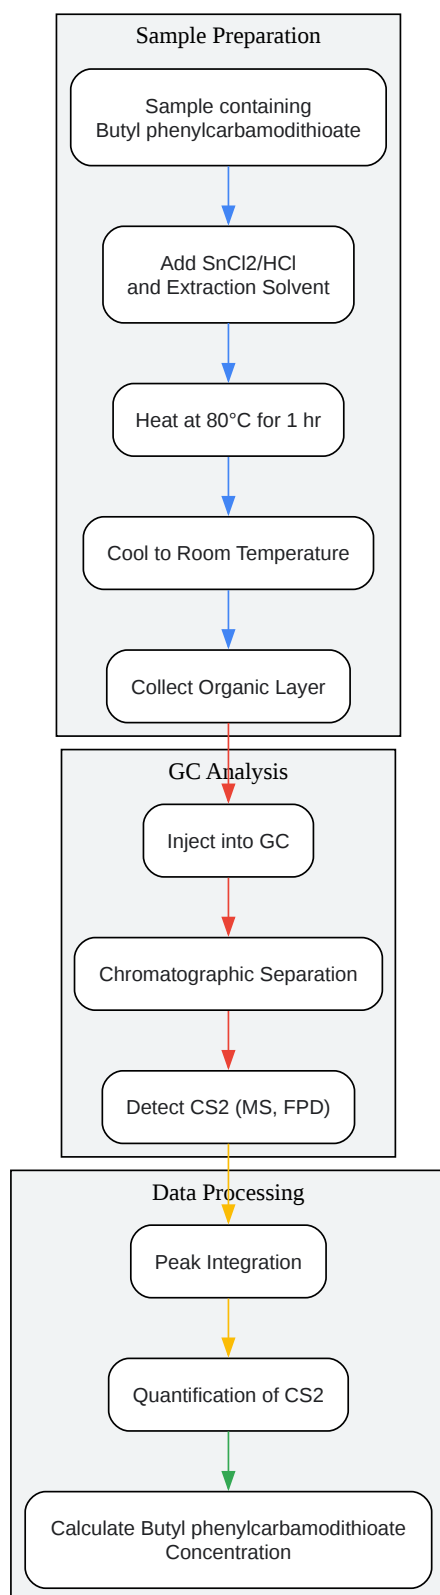 Sample Preparation
Sample containing
Butyl phenylcarbamodithioate
Add SnCl2/HCl
and Extraction Solvent
Heat at 80°C for 1 hr
Cool to Room Temperature
Collect Organic Layer
GC Analysis
Inject into GC
Chromatographic Separation
Detect CS2 (MS, FPD)
Data Processing
Peak Integration
Quantification of CS2
Calculate Butyl phenylcarbamodithioate
Concentration